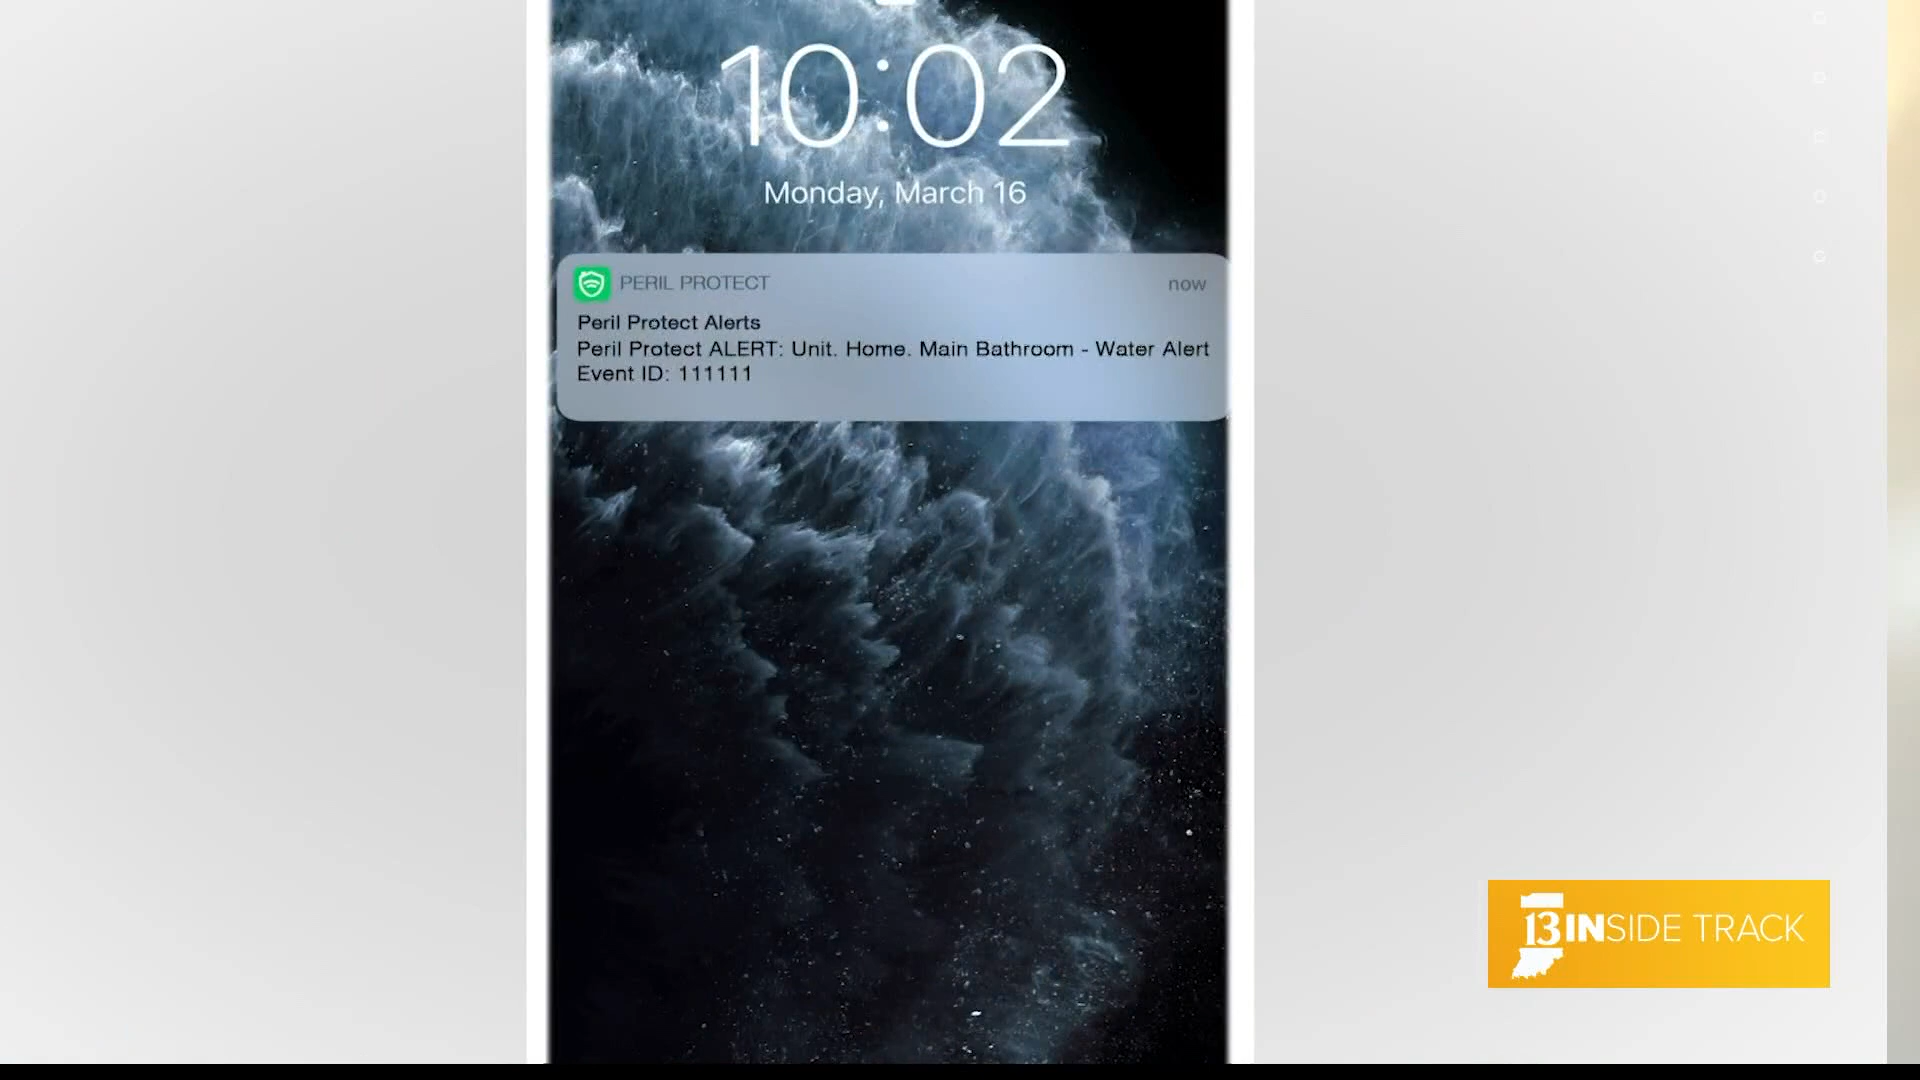 10:02
Monday, March 16
PERIL PROTECT
now
Peril Protect Alerts
Peril Protect ALERT: Unit. Home. Main Bathroom - Water Alert
Event ID: 111111
13 INSIDE TRACK